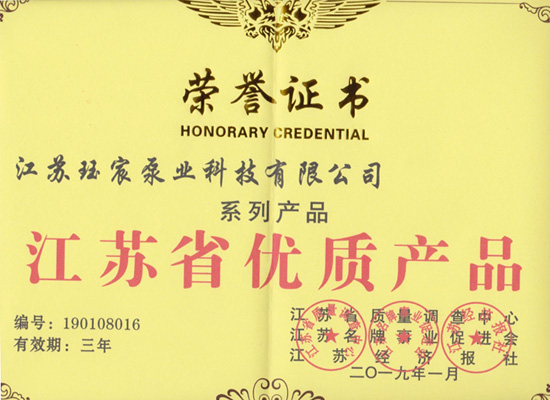 荣誉证书
HONORARY CREDENTIAL
江苏珏宸泵业科技有限公司
系列产品
江苏省优质产品
编号：190108016
有效期：三年
江苏省质量调查中心
江苏名牌事业促进会
江苏经济报社
二〇一九年一月